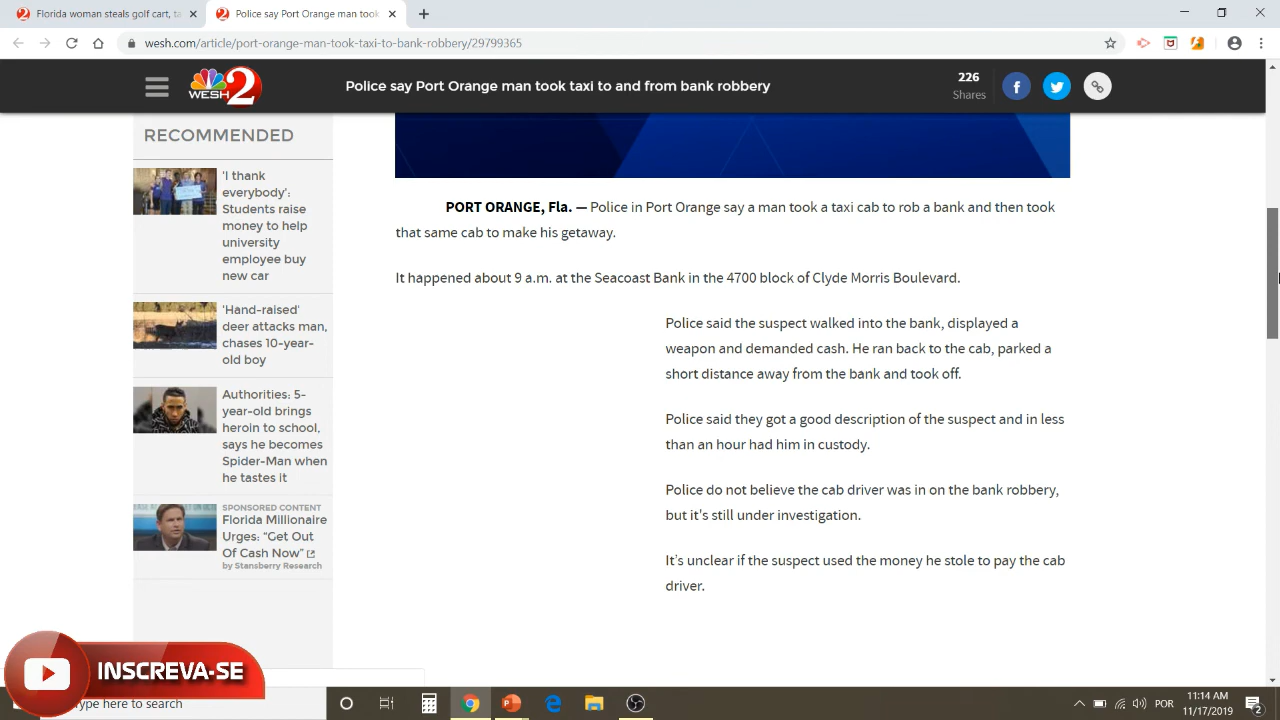 Florida woman steals golf cart, ta
Police say Port Orange man took
wesh.com/article/port-orange-man-took-taxi-to-bank-robbery/29799365
WESH 2
Police say Port Orange man took taxi to and from bank robbery
226
Shares
RECOMMENDED
'I thank
everybody':
Students raise
money to help
university
employee buy
new car
'Hand-raised'
deer attacks man,
chases 10-year-
old boy
Authorities: 5-
year-old brings
heroin to school,
says he becomes
Spider-Man when
he tastes it
SPONSORED CONTENT
Florida Millionaire
Urges: "Get Out
Of Cash Now"
by Stansberry Research
PORT ORANGE, Fla. — Police in Port Orange say a man took a taxi cab to rob a bank and then took
that same cab to make his getaway.
It happened about 9 a.m. at the Seacoast Bank in the 4700 block of Clyde Morris Boulevard.
Police said the suspect walked into the bank, displayed a
weapon and demanded cash. He ran back to the cab, parked a
short distance away from the bank and took off.
Police said they got a good description of the suspect and in less
than an hour had him in custody.
Police do not believe the cab driver was in on the bank robbery,
but it's still under investigation.
It's unclear if the suspect used the money he stole to pay the cab
driver.
INSCREVA-SE
type here to search
POR
11:14 AM
11/17/2019
2